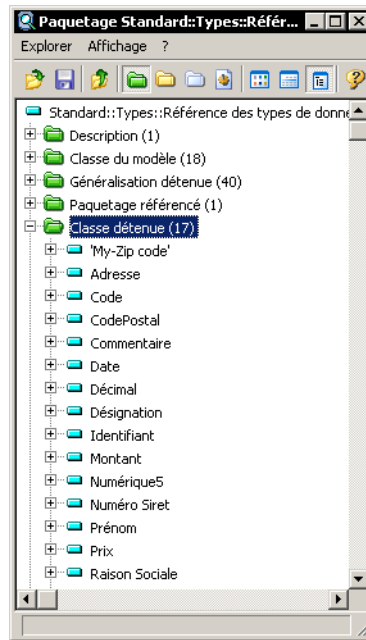 Paquetage Standard::Types::Référ...
Explorer Affichage ?
Standard::Types::Référence des types de donné
Description (1)
Classe du modèle (18)
Généralisation détenue (40)
Paquetage référencé (1)
Classe détenue (17)
'My-Zip code'
Adresse
Code
CodePostal
Commentaire
Date
Décimal
Désignation
Identifiant
Montant
Numérique5
Numéro Siret
Prénom
Prix
Raison Sociale